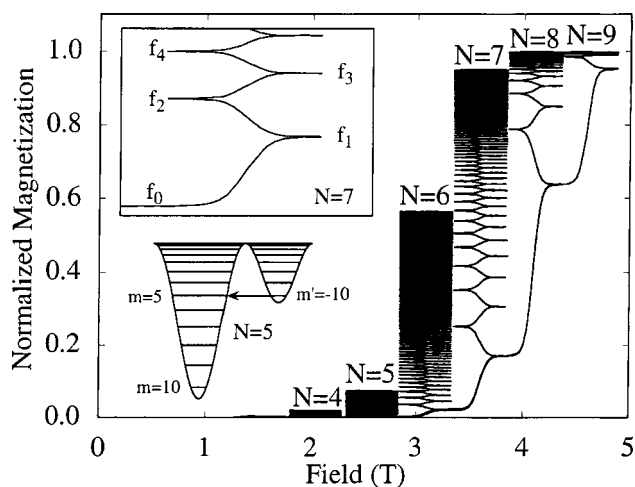 Normalized Magnetization
1.0
0.8
0.6
0.4
0.2
0.0
f4
f3
f2
f1
f0
N=7
m=5
m'=-10
N=5
m=10
N=4
N=5
N=6
N=7
N=8
N=9
0
1
2
3
4
5
Field (T)